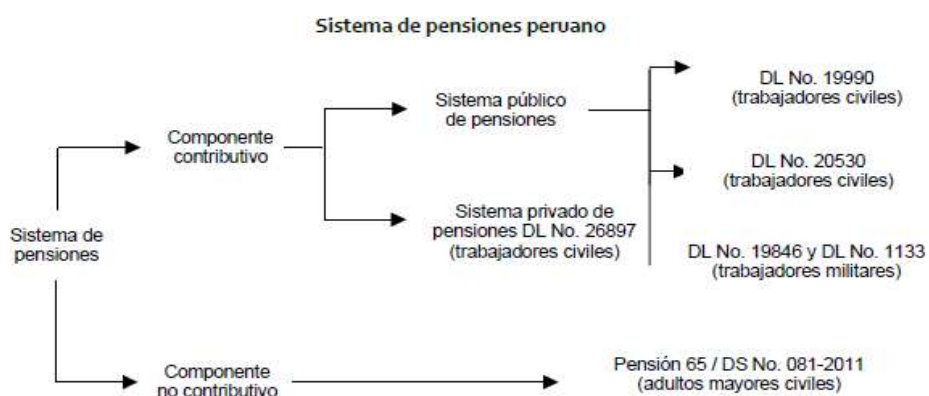 Sistema de pensiones peruano
Sistema de
pensiones
Componente
contributivo
Sistema público
de pensiones
DL No. 19990
(trabajadores civiles)
DL No. 20530
(trabajadores civiles)
DL No. 19846 y DL No. 1133
(trabajadores militares)
Sistema privado de
pensiones DL No. 26897
(trabajadores civiles)
Componente
no contributivo
Pensión 65 / DS No. 081-2011
(adultos mayores civiles)